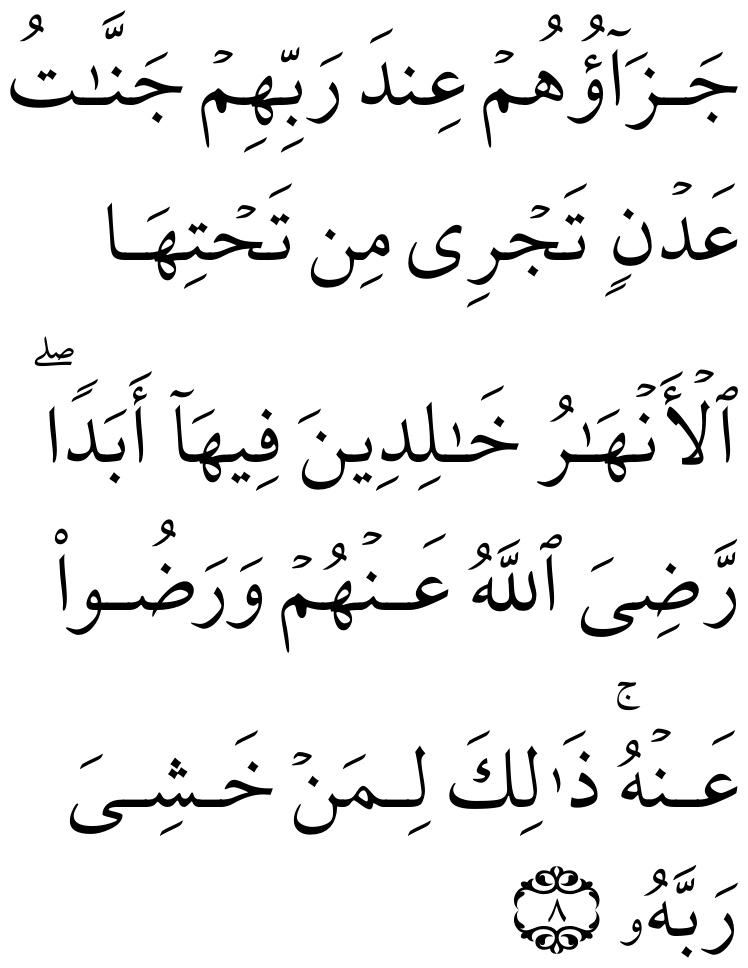 جَزَآؤُهُمۡ عِندَ رَبِّهِمۡ جَنَّٰتُ
عَدۡنٖ تَجۡرِي مِن تَحۡتِهَا
ٱلۡأَنۡهَٰرُ خَٰلِدِينَ فِيهَآ أَبَدٗاۖ
رَّضِيَ ٱللَّهُ عَنۡهُمۡ وَرَضُواْ
عَنۡهُۚ ذَٰلِكَ لِمَنۡ خَشِيَ
رَبَّهُۥ ٨